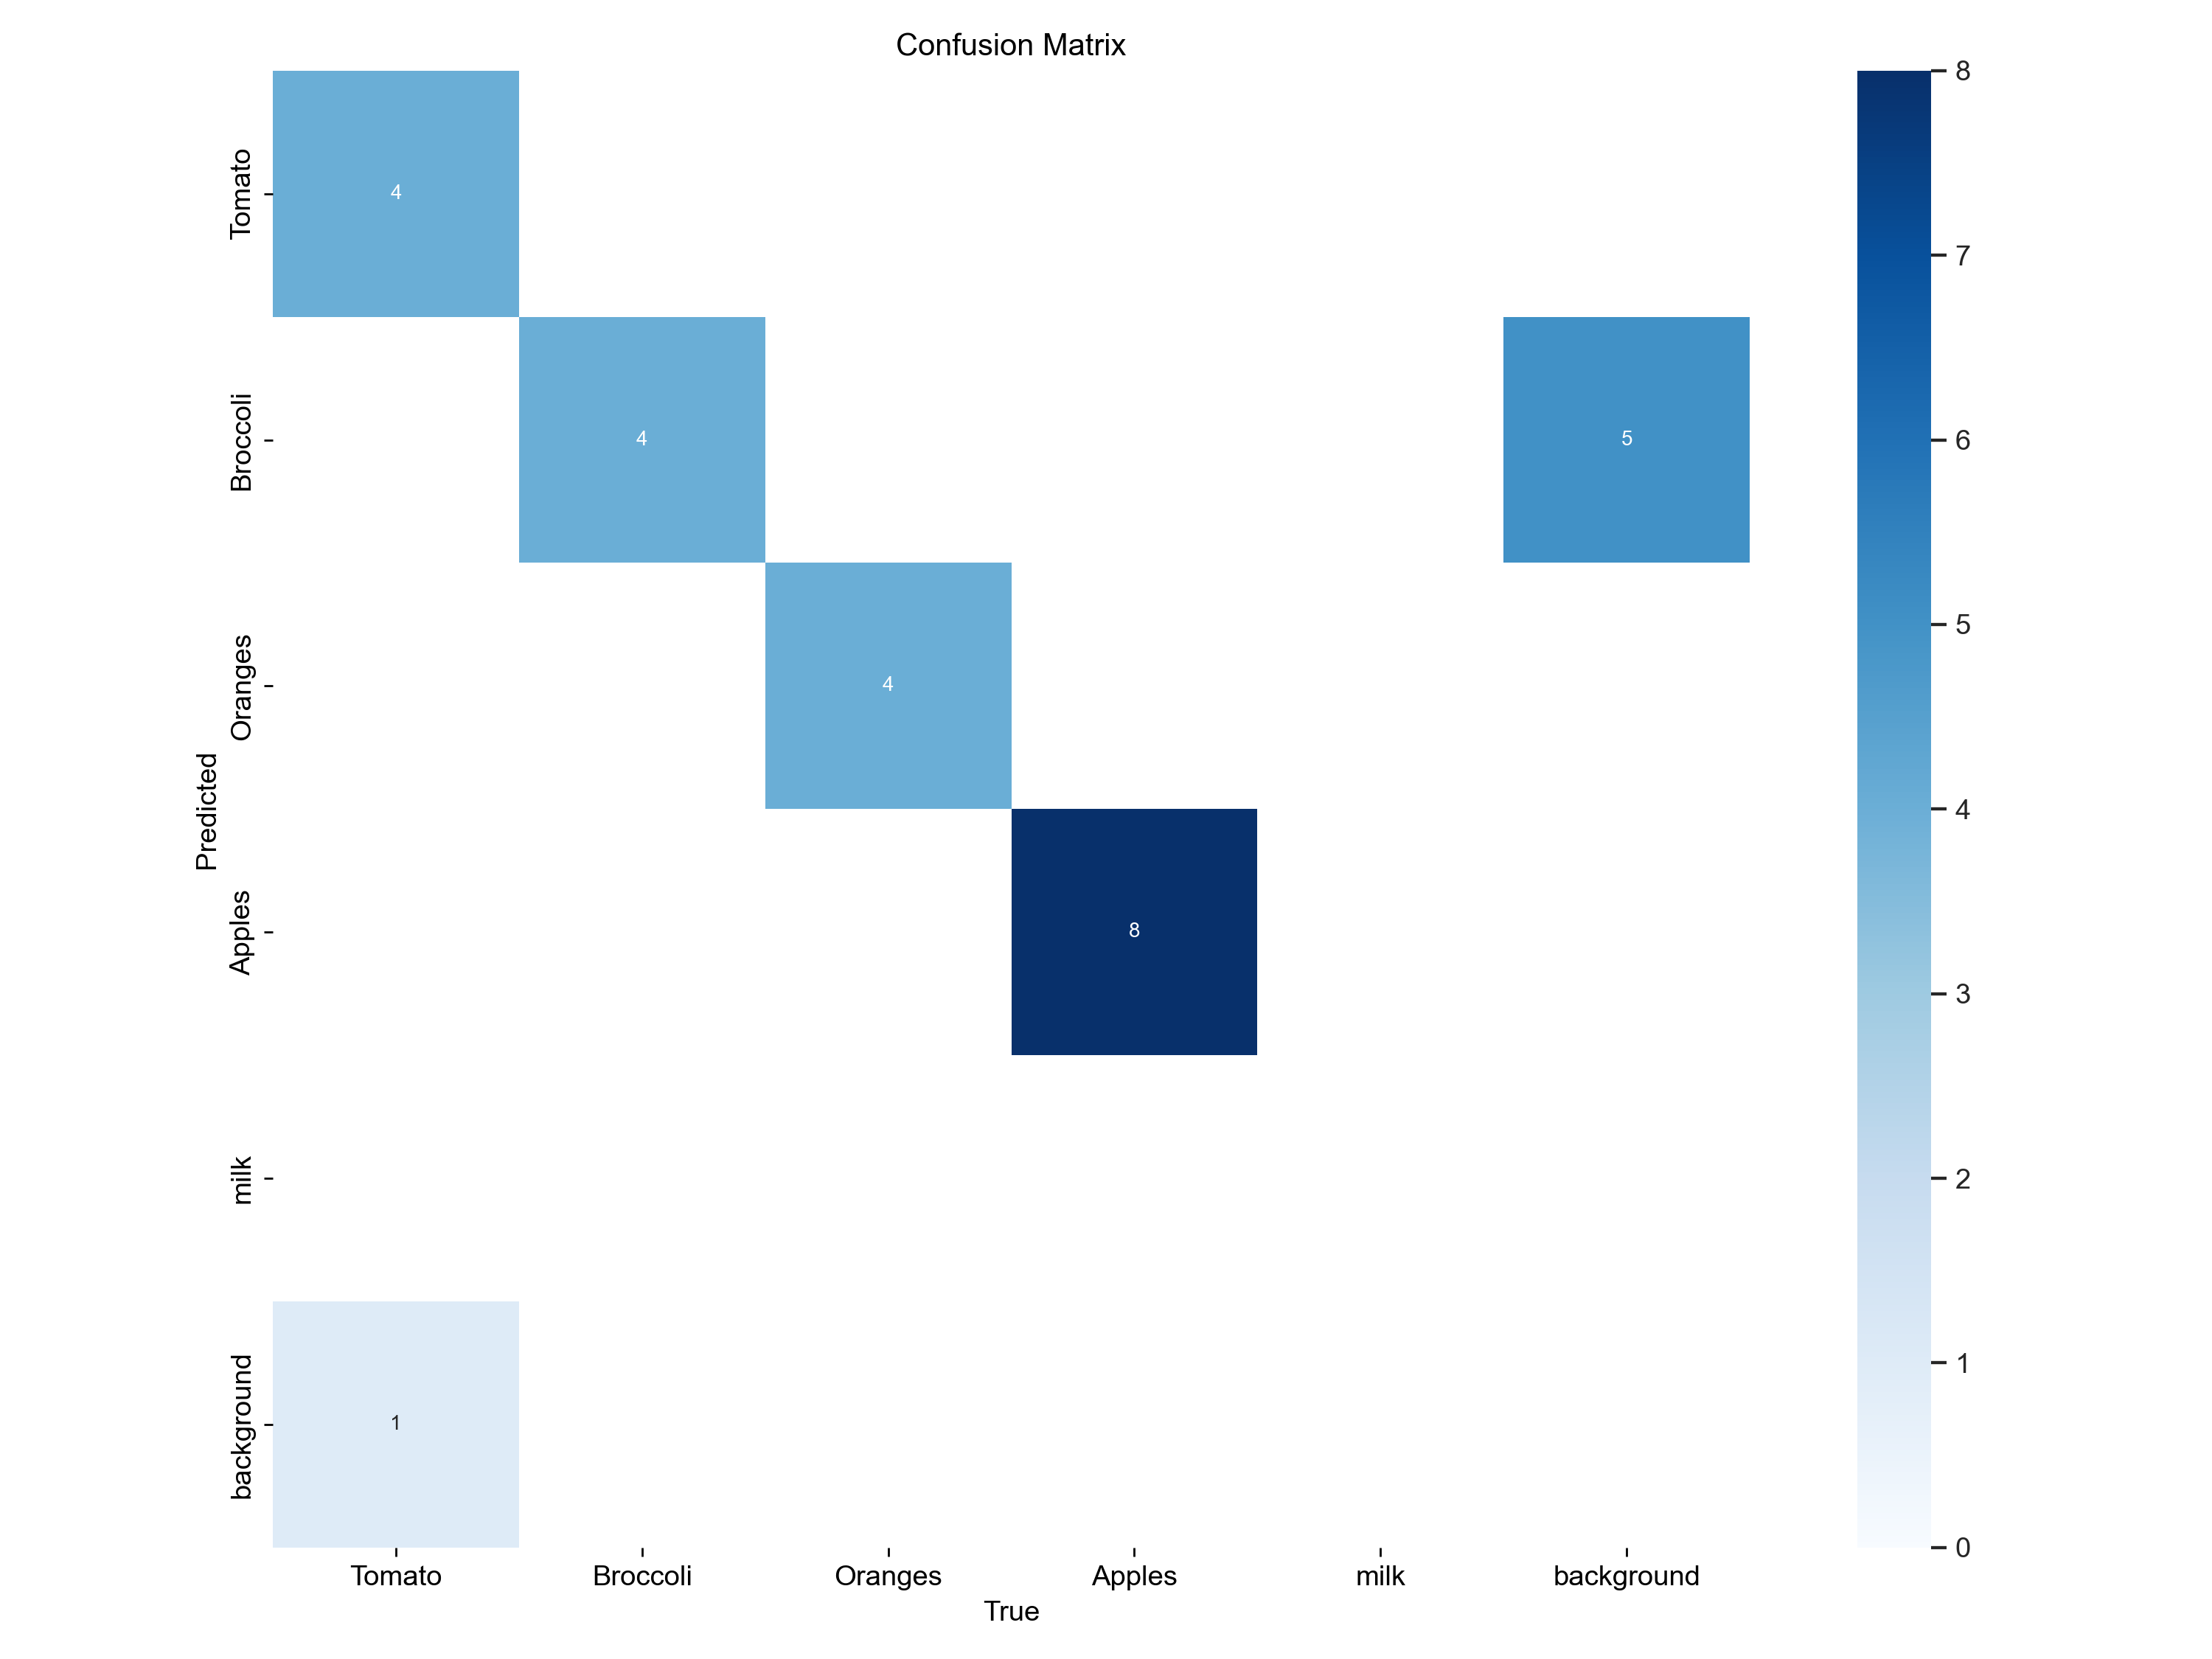 Confusion Matrix
Tomato
Broccoli
Oranges
Apples
milk
background
Predicted
4
4
5
4
8
1
Tomato
Broccoli
Oranges
Apples
milk
background
True
8
7
6
5
4
3
2
1
0